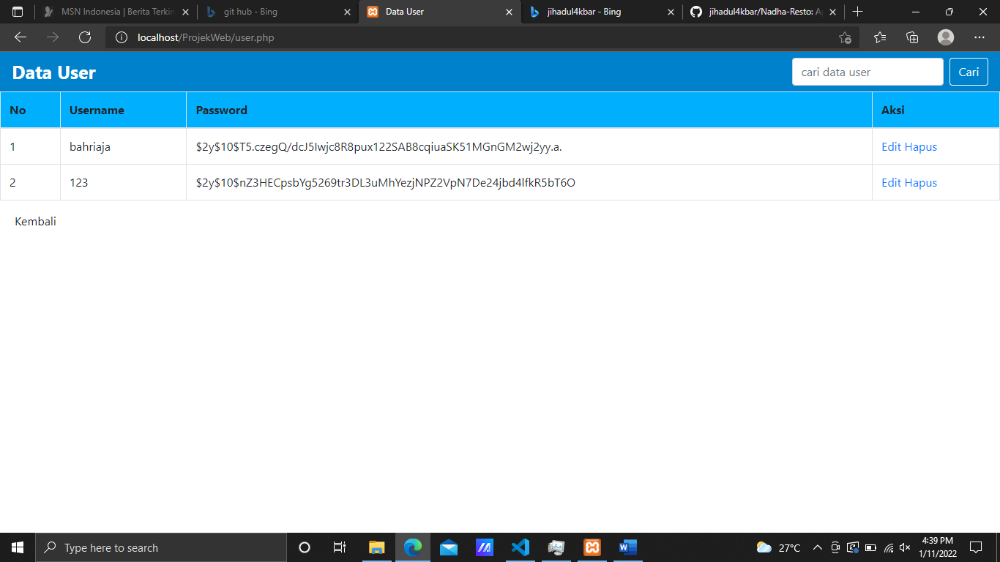 MSN Indonesia | Berita Terkin
git hub - Bing
Data User
jihadul4kbar - Bing
jihadul4kbar/Nadha-Resto: A
localhost/ProjekWeb/user.php
Data User
cari data user
Cari
No Username Password Aksi
1 bahriaja $2y$10$T5.czegQ/dcJ5Iwjc8R8pux122SAB8cqiuaSK51MGnGM2wj2yy.a. Edit Hapus
2 123 $2y$10$nZ3HECpsbYg5269tr3DL3uMhYezjNPZ2VpN7De24jbd4lfkR5bT6O Edit Hapus
Kembali
Type here to search
27°C
4:39 PM
1/11/2022